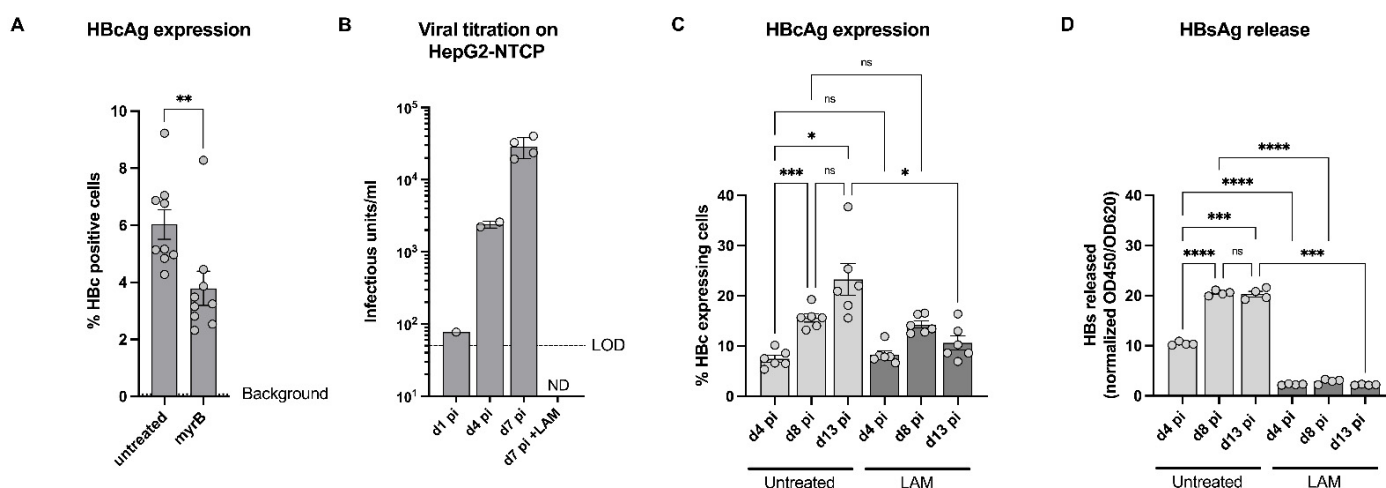 A
HBcAg expression
**
% HBc positive cells
10
8
6
4
2
0
Background
untreated
myrB
B
Viral titration on
HepG2-NTCP
Infectious units/ml
10⁵
10⁴
10³
10²
10¹
LOD
ND
d1 pi
d4 pi
d7 pi
d7 pi +LAM
C
HBcAg expression
ns
ns
*
***
ns
*
% HBc expressing cells
40
30
20
10
0
d4 pi
d8 pi
d13 pi
d4 pi
d8 pi
d13 pi
Untreated
LAM
D
HBsAg release
****
****
***
****
ns
***
HBs released
(normalized OD450/OD620)
40
30
20
10
0
d4 pi
d8 pi
d13 pi
d4 pi
d8 pi
d13 pi
Untreated
LAM